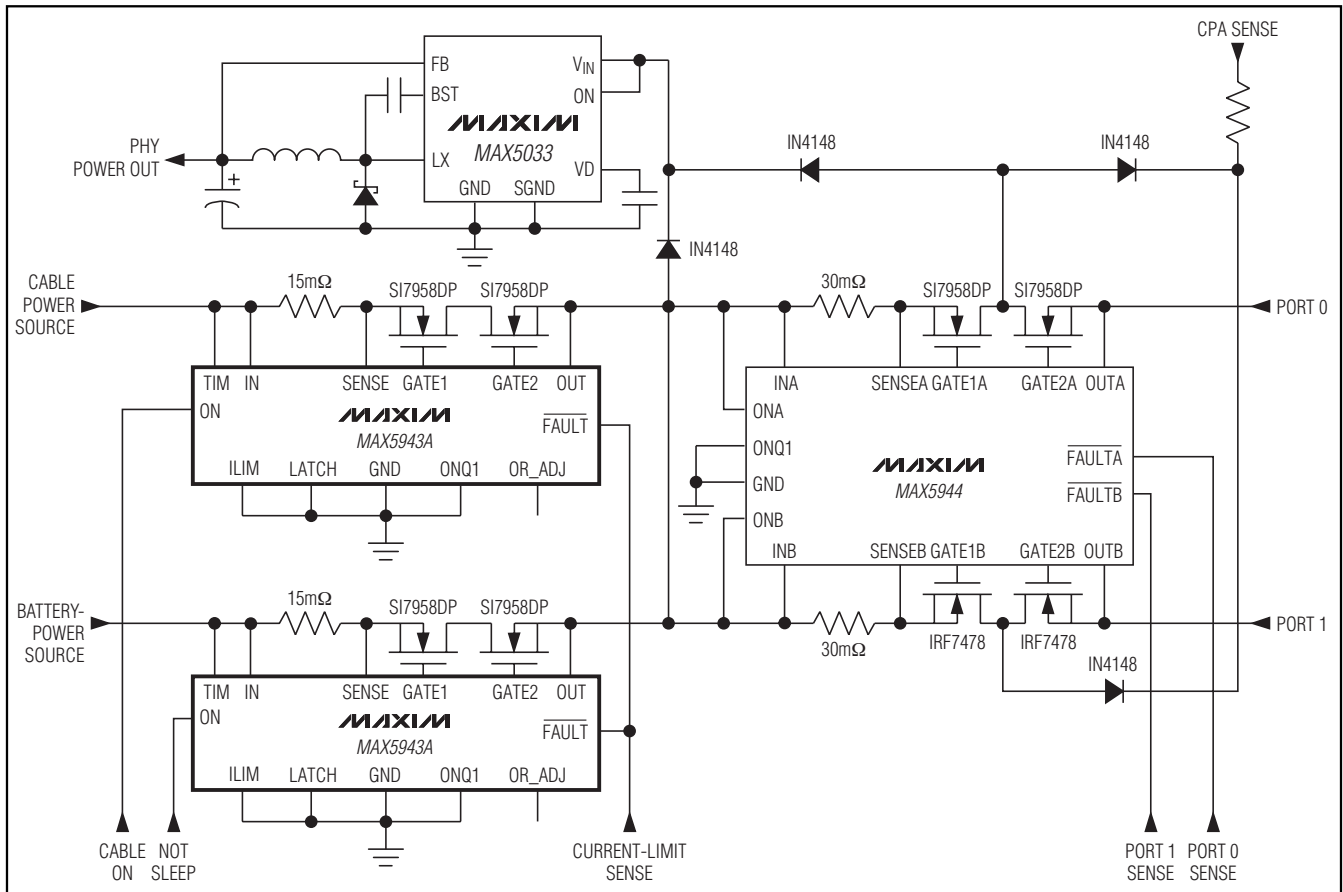 CPA SENSE
FB
VIN
BST
ON
MAXIM
MAX5033
PHY
POWER OUT
LX
VD
GND
SGND
IN4148
IN4148
IN4148
CABLE
POWER
SOURCE
15mΩ
SI7958DP
SI7958DP
30mΩ
SI7958DP
SI7958DP
PORT 0
TIM
IN
SENSE
GATE1
GATE2
OUT
ON
MAXIM
MAX5943A
FAULT
ILIM
LATCH
GND
ONQ1
OR_ADJ
INA
SENSEA
GATE1A
GATE2A
OUTA
ONA
ONQ1
GND
ONB
MAXIM
MAX5944
FAULTA
FAULTB
INB
SENSEB
GATE1B
GATE2B
OUTB
BATTERY-
POWER
SOURCE
15mΩ
SI7958DP
SI7958DP
30mΩ
IRF7478
IRF7478
PORT 1
IN4148
TIM
IN
SENSE
GATE1
GATE2
OUT
ON
MAXIM
MAX5943A
FAULT
ILIM
LATCH
GND
ONQ1
OR_ADJ
CABLE
ON
NOT
SLEEP
CURRENT-LIMIT
SENSE
PORT 1
SENSE
PORT 0
SENSE